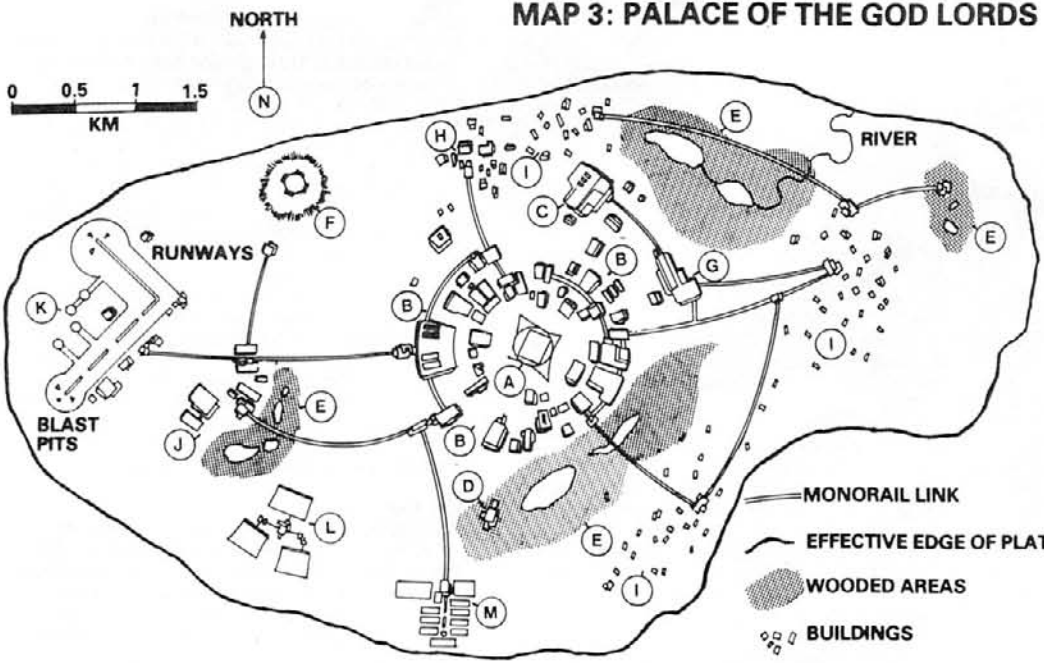 MAP 3: PALACE OF THE GOD LORDS
NORTH
N
0 0.5 1 1.5
KM
E
H
I
RIVER
C
F
E
RUNWAYS
B
G
K
B
I
A
E
BLAST
PITS
J
B
D
L
E
MONORAIL LINK
EFFECTIVE EDGE OF PLAT
I
WOODED AREAS
M
BUILDINGS